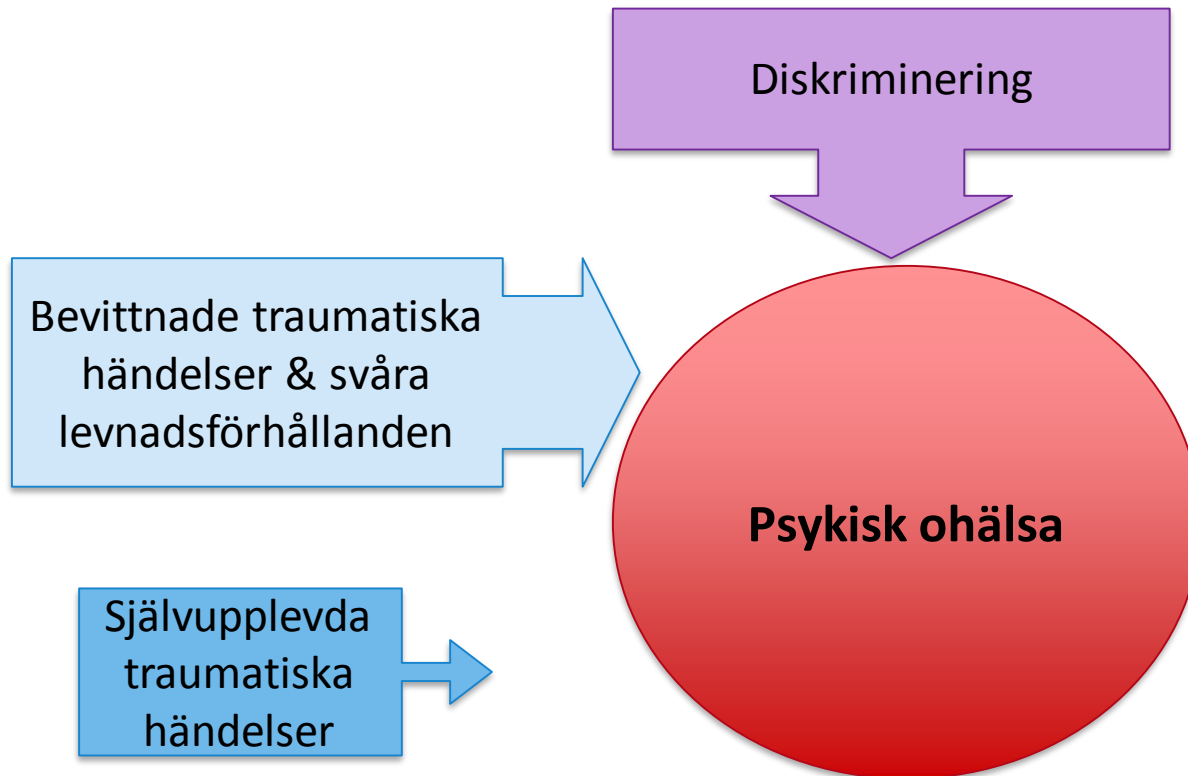 Diskriminering
Bevittnade traumatiska
händelser & svåra
levnadsförhållanden
Psykisk ohälsa
Självupplevda
traumatiska
händelser